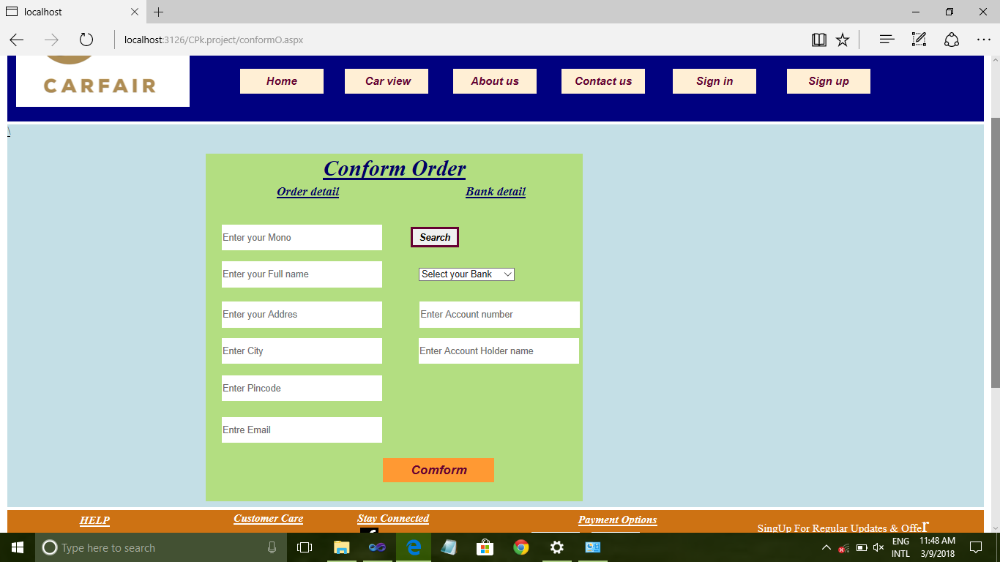 localhost
localhost:3126/CPk.project/conformO.aspx
CARFAIR
Home
Car view
About us
Contact us
Sign in
Sign up
\
Conform Order
Order detail
Bank detail
Enter your Mono
Search
Enter your Full name
Select your Bank
Enter your Addres
Enter Account number
Enter City
Enter Account Holder name
Enter Pincode
Entre Email
Comform
HELP
Customer Care
Stay Connected
Payment Options
SingUp For Regular Updates & Offer
Type here to search
ENG
INTL
11:48 AM
3/9/2018